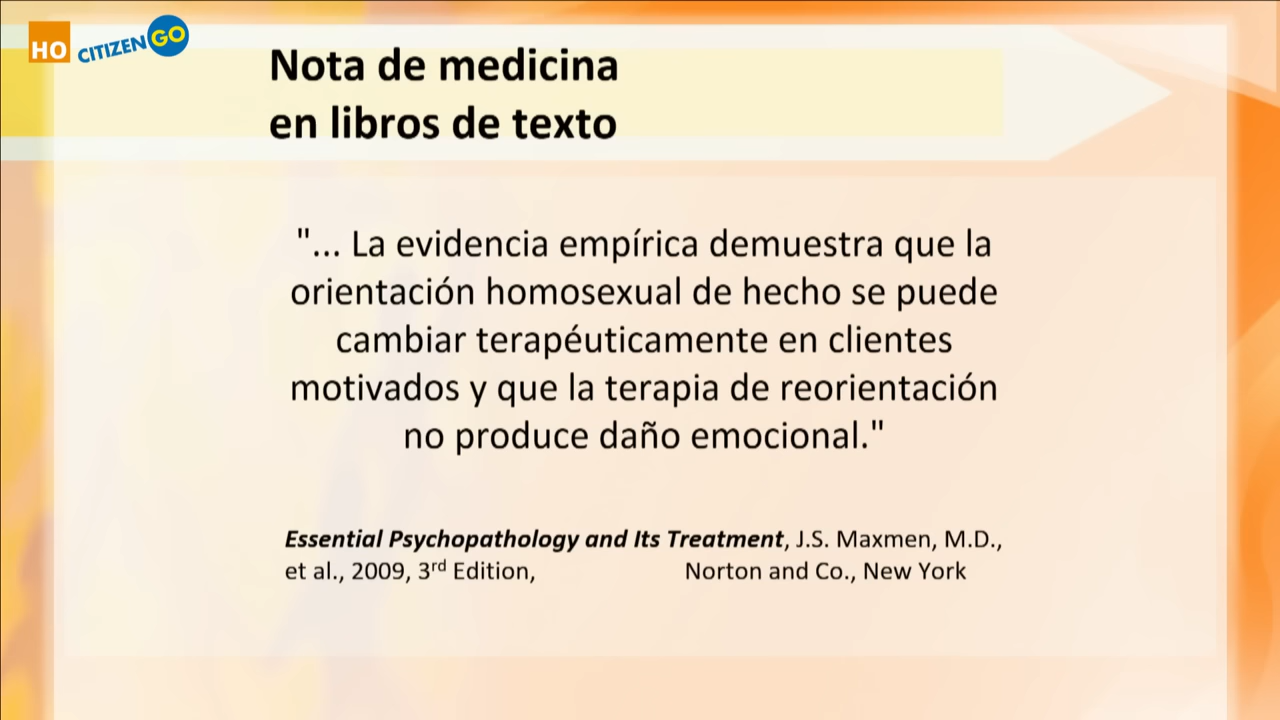 HO CITIZENGO
Nota de medicina
en libros de texto
"... La evidencia empírica demuestra que la
orientación homosexual de hecho se puede
cambiar terapéuticamente en clientes
motivados y que la terapia de reorientación
no produce daño emocional."
Essential Psychopathology and Its Treatment, J.S. Maxmen, M.D.,
et al., 2009, 3rd Edition, Norton and Co., New York